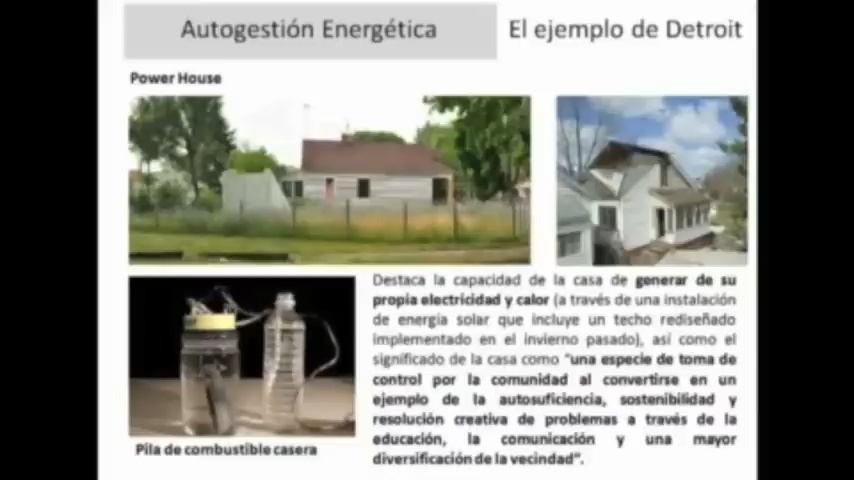 Autogestión Energética
El ejemplo de Detroit
Power House
Destaca la capacidad de la casa de generar de su
propia electricidad y calor (a través de una instalación
de energía solar que incluye un techo rediseñado
implementado en el invierno pasado), así como el
significado de la casa como "una especie de toma de
control por la comunidad al convertirse en un
ejemplo de la autosuficiencia, sostenibilidad y
resolución creativa de problemas a través de la
educación, la comunicación y una mayor
diversificación de la vecindad".
Pila de combustible casera